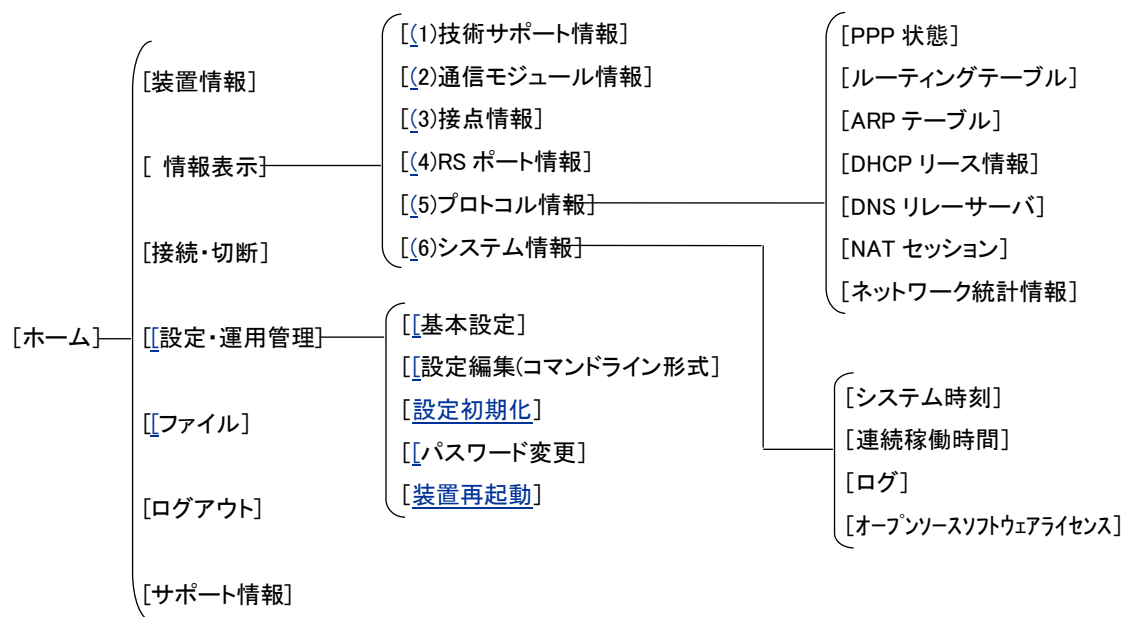 [ホーム]
[装置情報]
[ 情報表示]
[接続・切断]
[[設定・運用管理]
[[ファイル]
[ログアウト]
[サポート情報]
[(1)技術サポート情報]
[(2)通信モジュール情報]
[(3)接点情報]
[(4)RS ポート情報]
[(5)プロトコル情報]
[(6)システム情報]
[[基本設定]
[[設定編集(コマンドライン形式]
[設定初期化]
[[パスワード変更]
[装置再起動]
[PPP 状態]
[ルーティングテーブル]
[ARP テーブル]
[DHCP リース情報]
[DNS リレーサーバ]
[NAT セッション]
[ネットワーク統計情報]
[システム時刻]
[連続稼働時間]
[ログ]
[オープンソースソフトウェアライセンス]